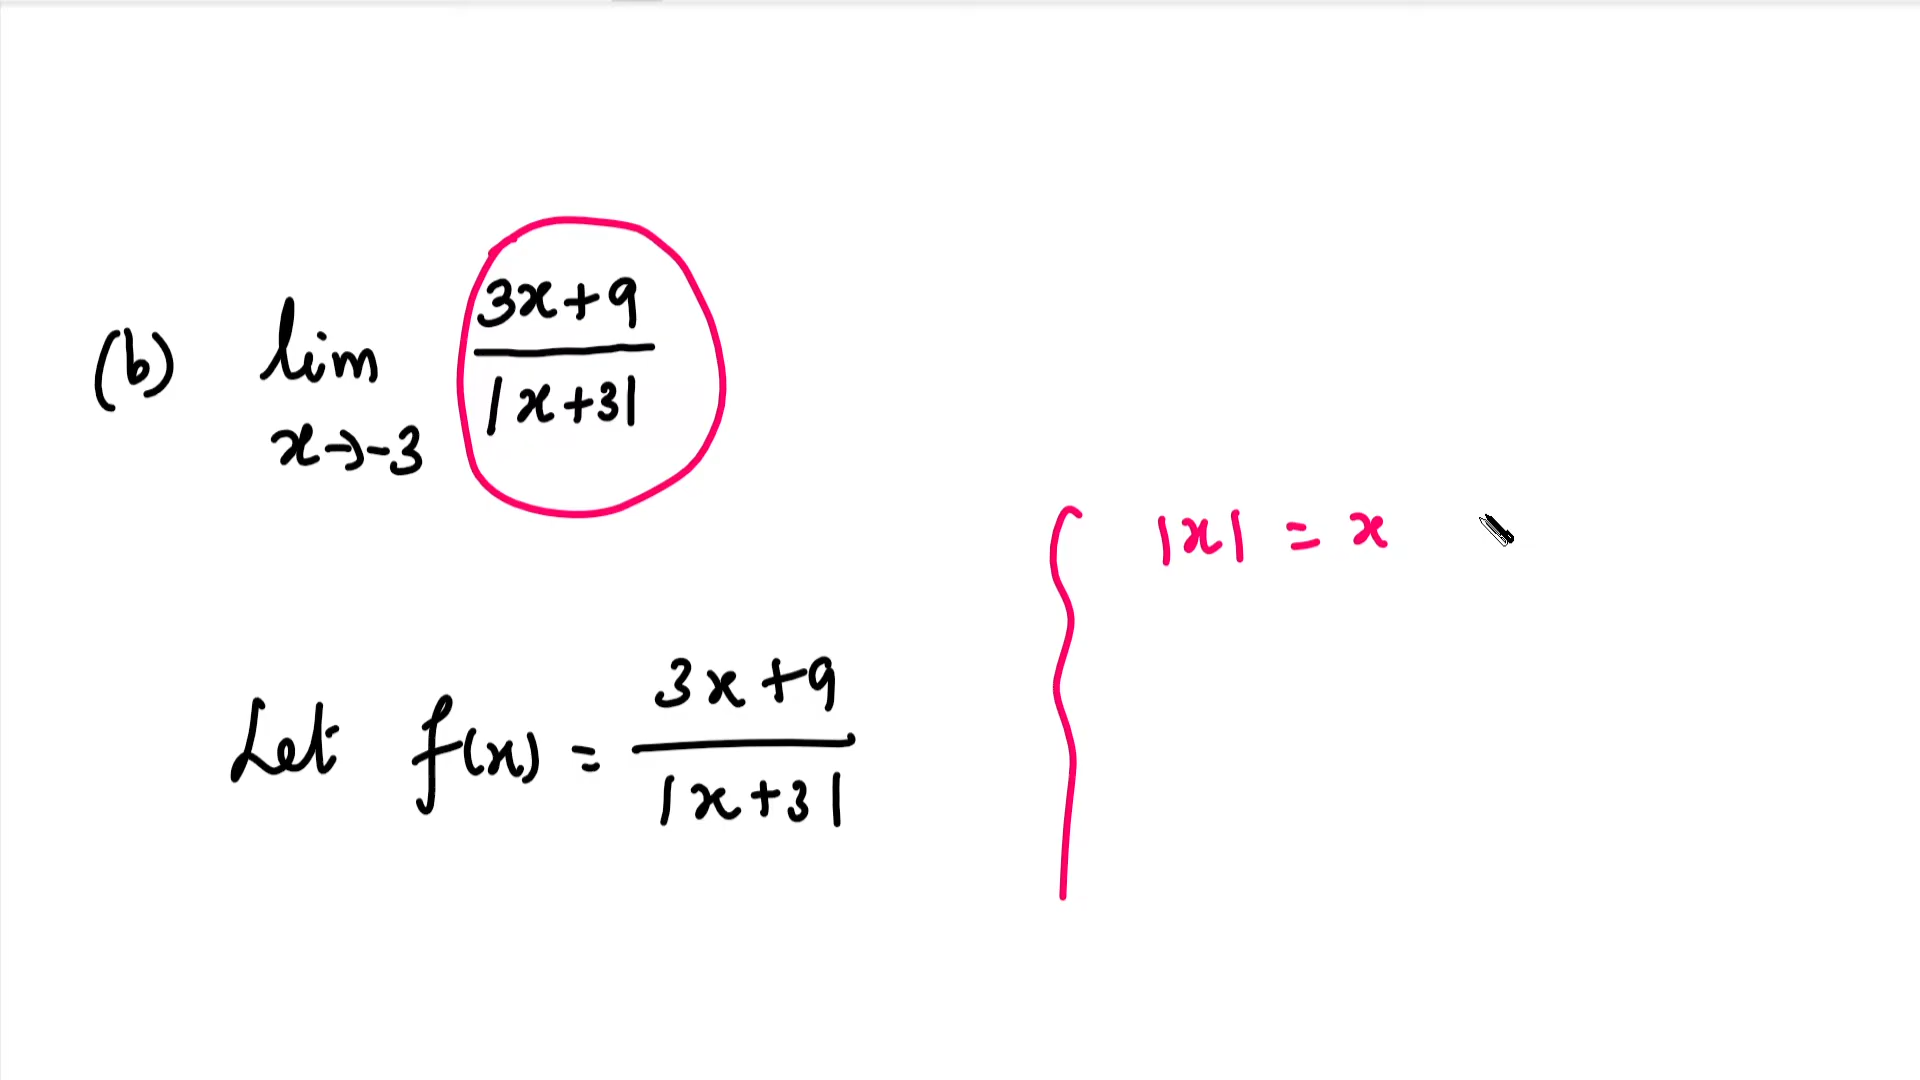 (b) lim x→-3 3x+9 / |x+3|
|x| = x
Let f(x) = 3x+9 / |x+3|